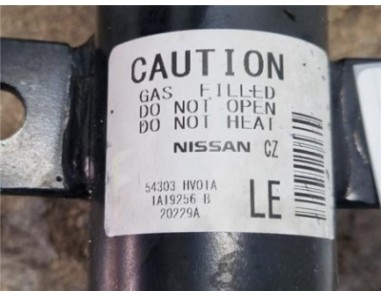 CAUTION
GAS FILLED
DO NOT OPEN
DO NOT HEAT
NISSAN CZ
54303 HV01A
1A19256 B
20229A
LE